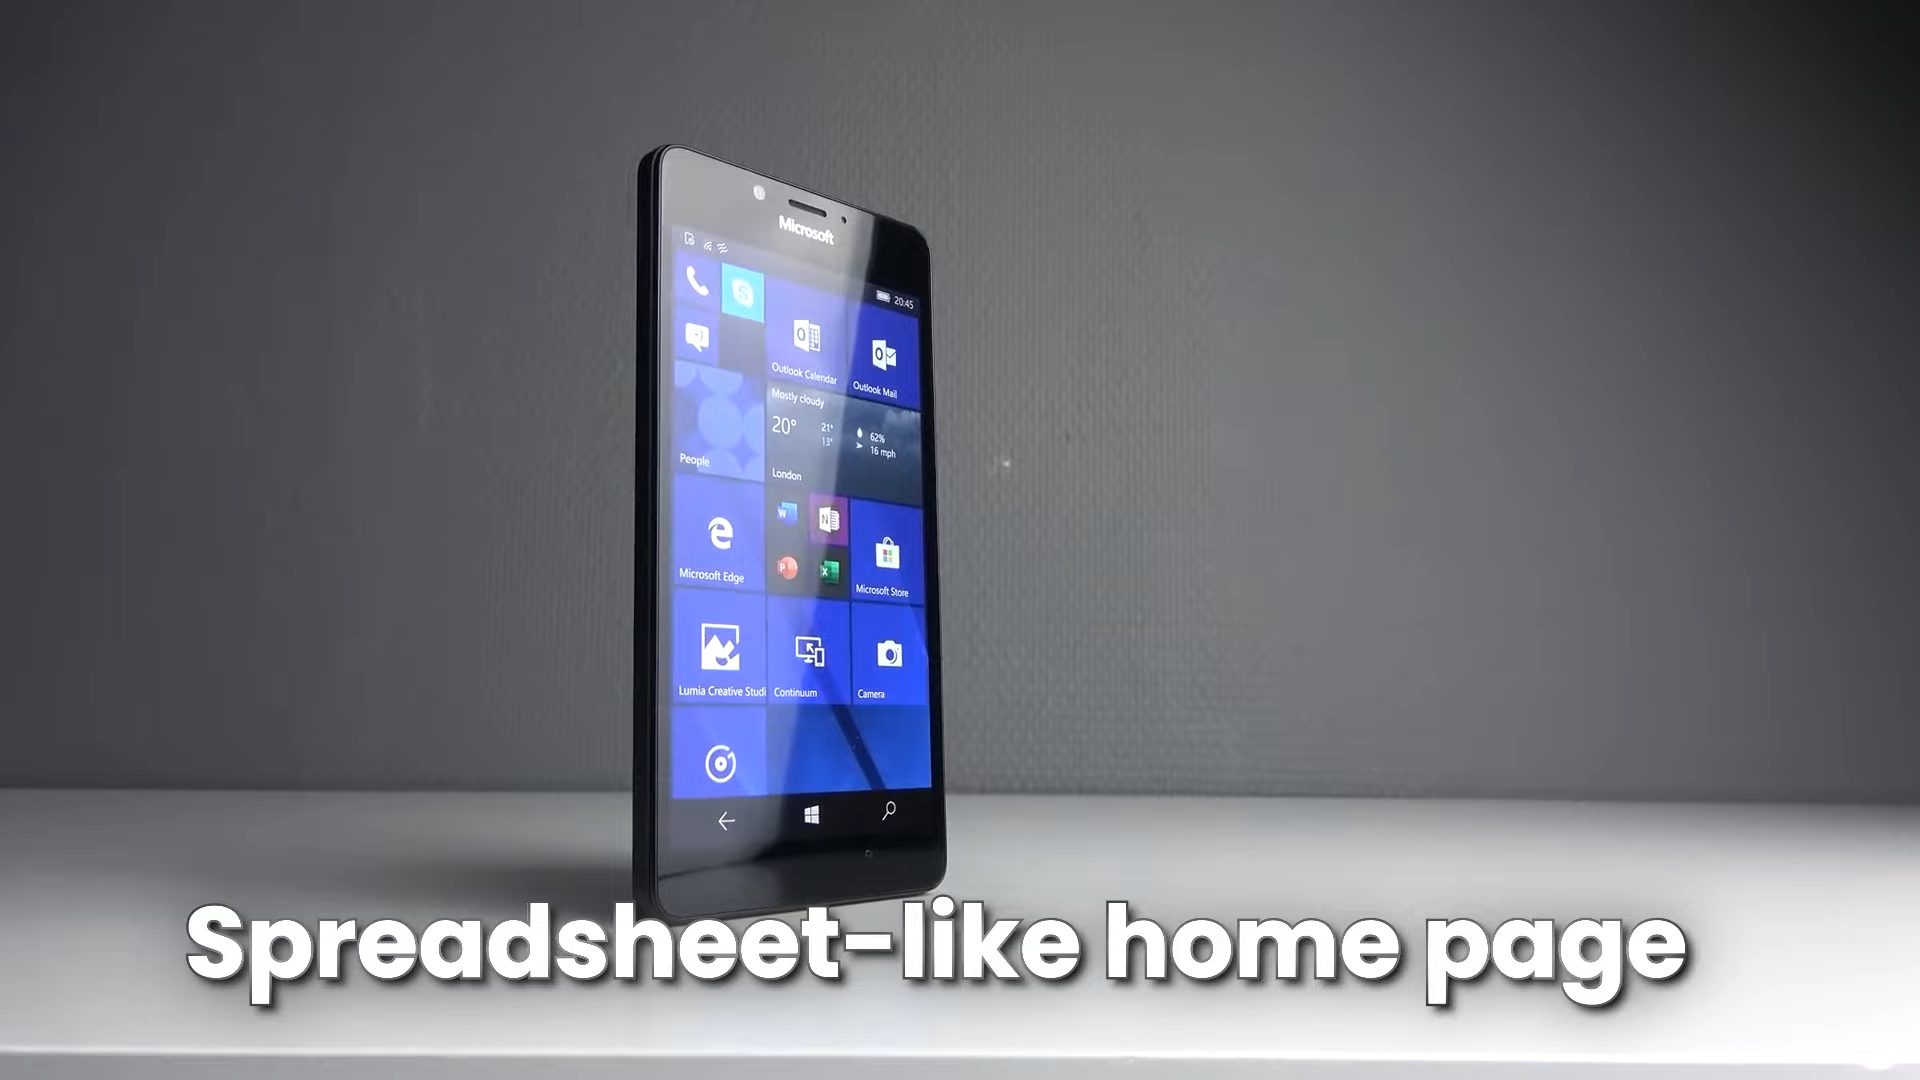 Microsoft
20:45
Outlook Calendar
Outlook Mail
Mostly cloudy
20°
21°
13°
62%
16 mph
London
People
Microsoft Edge
Microsoft Store
Lumia Creative Studi
Continuum
Camera
Spreadsheet-like home page